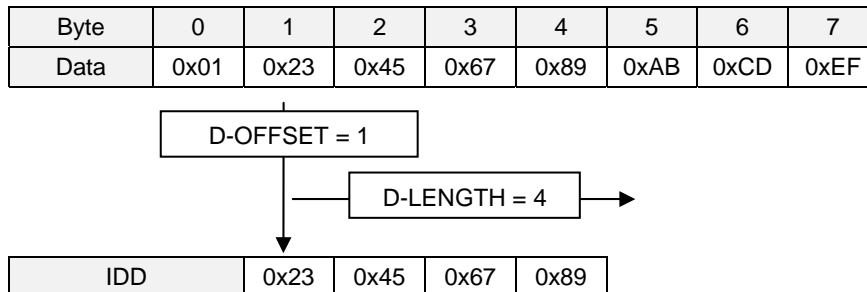 Byte 0 1 2 3 4 5 6 7
Data 0x01 0x23 0x45 0x67 0x89 0xAB 0xCD 0xEF
D-OFFSET = 1
D-LENGTH = 4
IDD 0x23 0x45 0x67 0x89